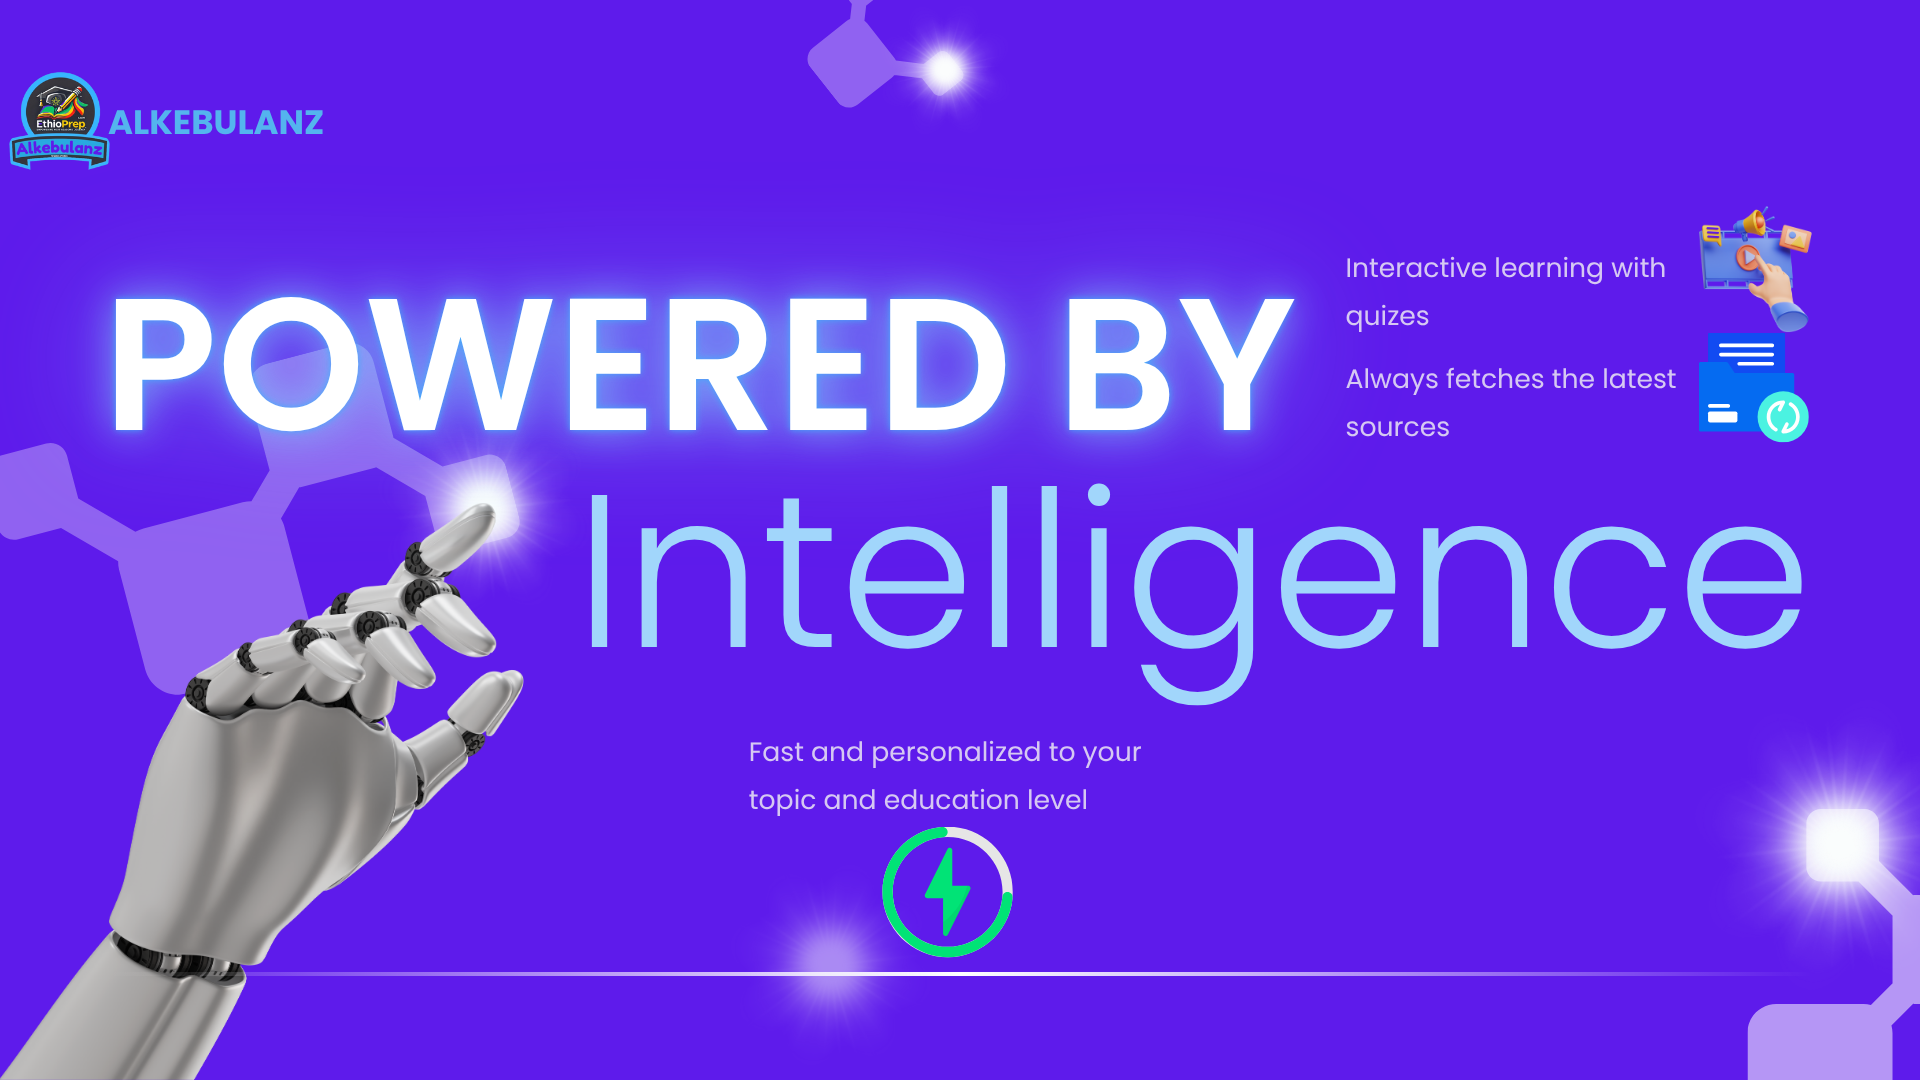 EthioPrep
Alkebulanz
ALKEBULANZ
POWERED BY
Intelligence
Interactive learning with
quizes
Always fetches the latest
sources
Fast and personalized to your
topic and education level